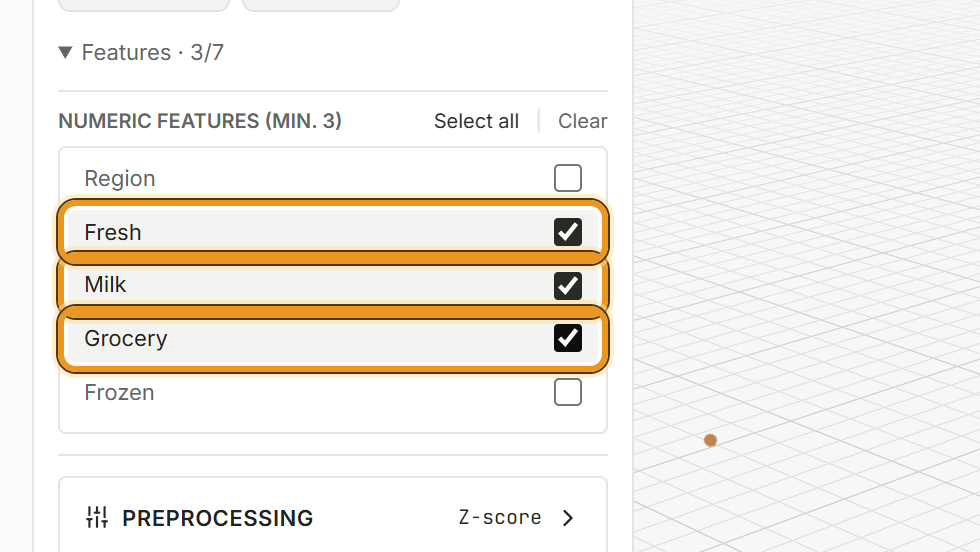 Features · 3/7
NUMERIC FEATURES (MIN. 3) Select all Clear
Region
Fresh
Milk
Grocery
Frozen
PREPROCESSING Z-score